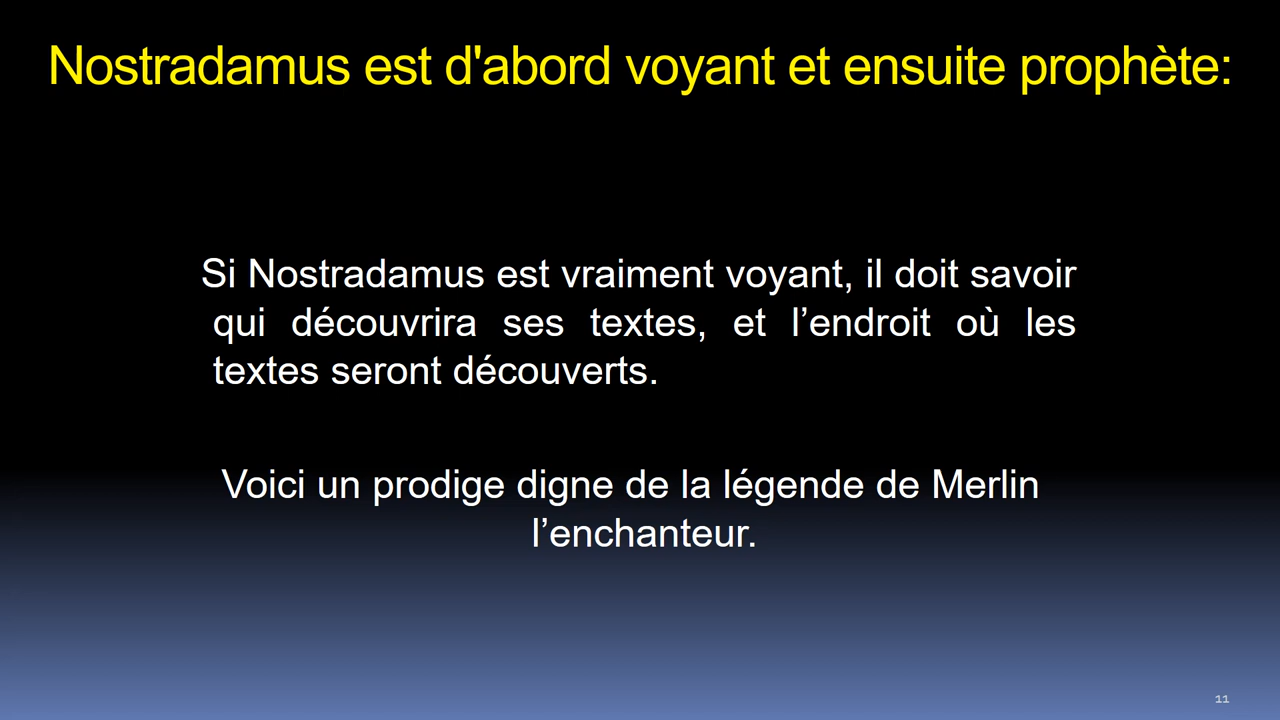 Nostradamus est d'abord voyant et ensuite prophète:
Si Nostradamus est vraiment voyant, il doit savoir
qui découvrira ses textes, et l’endroit où les
textes seront découverts.
Voici un prodige digne de la légende de Merlin
l’enchanteur.
11